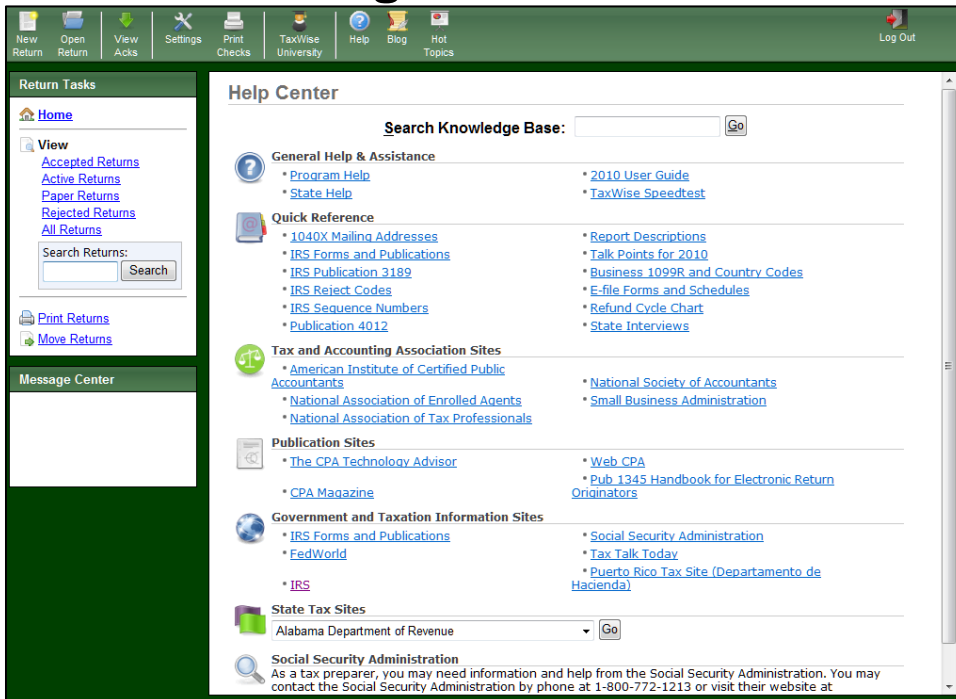 New Return
Open Return
View Acks
Settings
Print Checks
TaxWise University
Help
Blog
Hot Topics
Log Out
Return Tasks
Home
View
Accepted Returns
Active Returns
Paper Returns
Rejected Returns
All Returns
Search Returns:
Search
Print Returns
Move Returns
Message Center
Help Center
Search Knowledge Base:
Go
General Help & Assistance
• Program Help
• 2010 User Guide
• State Help
• TaxWise Speedtest
Quick Reference
• 1040X Mailing Addresses
• Report Descriptions
• IRS Forms and Publications
• Talk Points for 2010
• IRS Publication 3189
• Business 1099R and Country Codes
• IRS Reject Codes
• E-file Forms and Schedules
• IRS Sequence Numbers
• Refund Cycle Chart
• Publication 4012
• State Interviews
Tax and Accounting Association Sites
• American Institute of Certified Public
Accountants
• National Society of Accountants
• National Association of Enrolled Agents
• Small Business Administration
• National Association of Tax Professionals
Publication Sites
• The CPA Technology Advisor
• Web CPA
• CPA Magazine
• Pub 1345 Handbook for Electronic Return
Originators
Government and Taxation Information Sites
• IRS Forms and Publications
• Social Security Administration
• FedWorld
• Tax Talk Today
• IRS
• Puerto Rico Tax Site (Departamento de
Hacienda)
State Tax Sites
Alabama Department of Revenue
Go
Social Security Administration
As a tax preparer, you may need information and help from the Social Security Administration. You may
contact the Social Security Administration by phone at 1-800-772-1213 or visit their website at